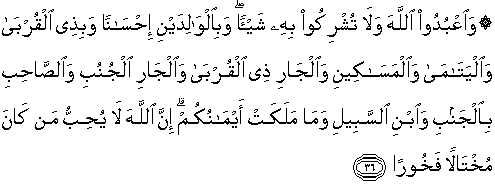 ۞ وَٱعْبُدُوا۟ ٱللَّهَ وَلَا تُشْرِكُوا۟ بِهِۦ شَيْـًٔا ۖ وَبِٱلْوَٰلِدَيْنِ إِحْسَـٰنًا وَبِذِى ٱلْقُرْبَىٰ
وَٱلْيَتَـٰمَىٰ وَٱلْمَسَـٰكِينِ وَٱلْجَارِ ذِى ٱلْقُرْبَىٰ وَٱلْجَارِ ٱلْجُنُبِ وَٱلصَّاحِبِ
بِٱلْجَنۢبِ وَٱبْنِ ٱلسَّبِيلِ وَمَا مَلَكَتْ أَيْمَـٰنُكُمْ ۗ إِنَّ ٱللَّهَ لَا يُحِبُّ مَن كَانَ
مُخْتَالًا فَخُورًا ٣٦